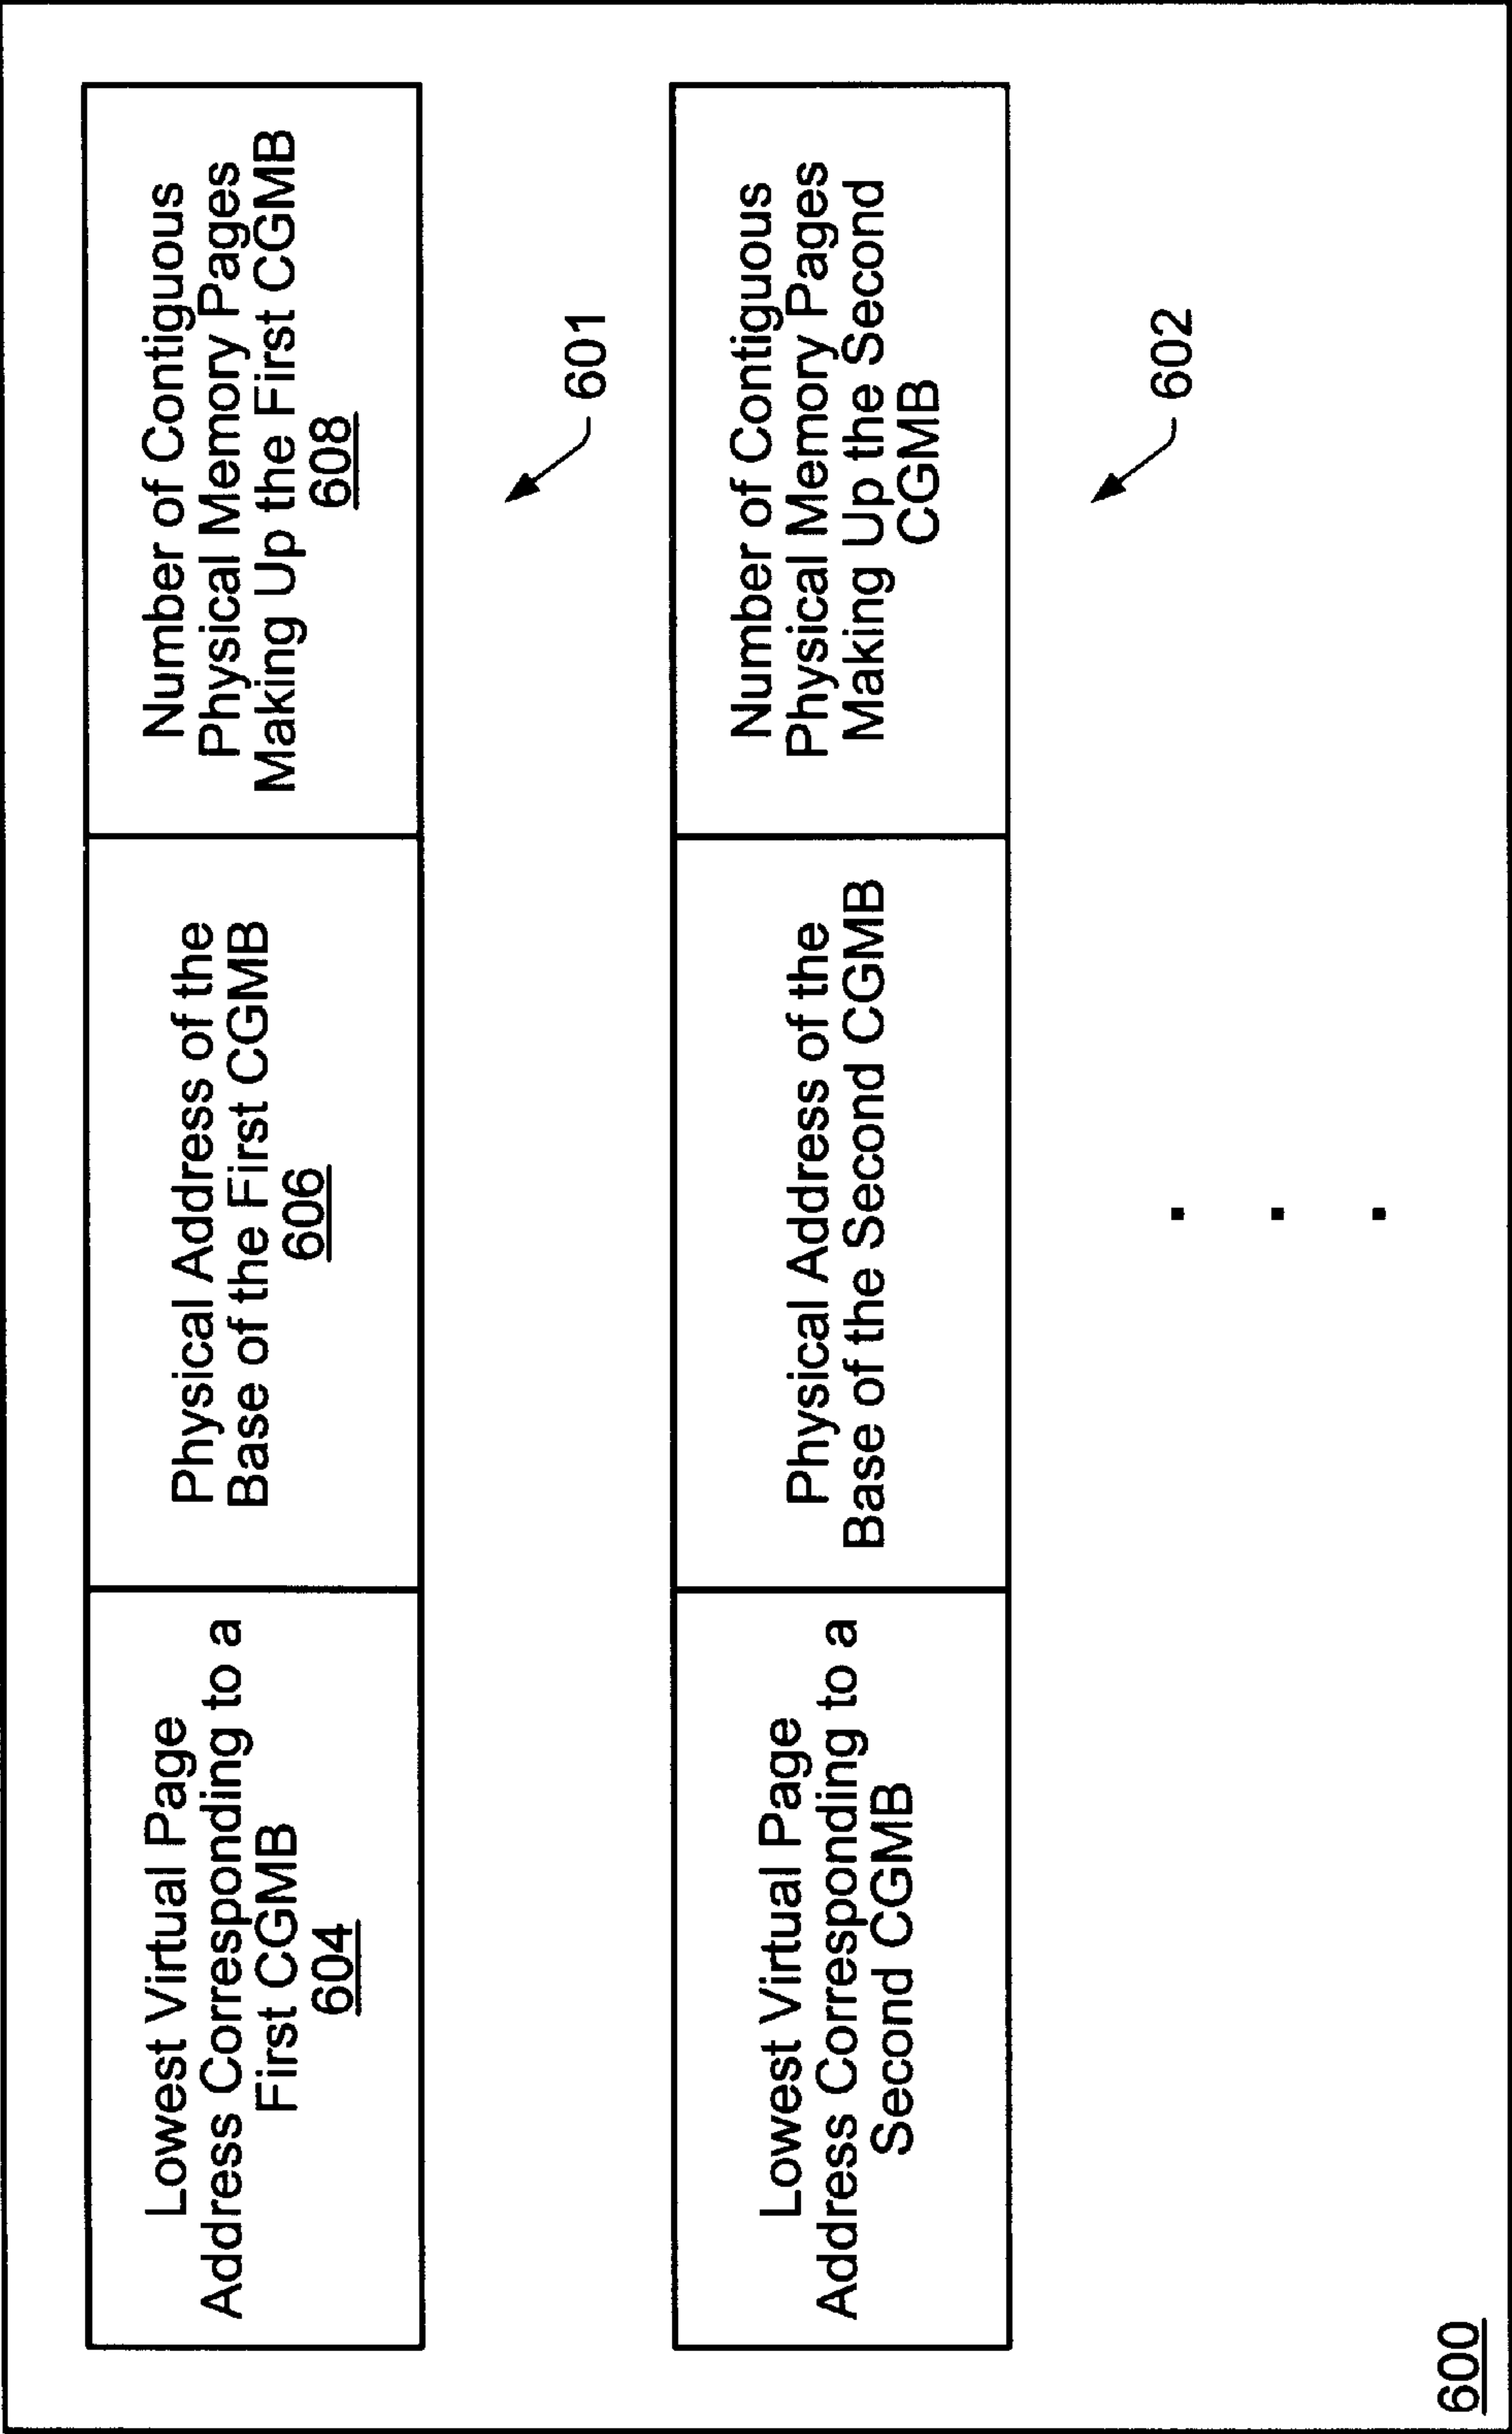 Lowest Virtual Page
Address Corresponding to a
First CGMB
604
Physical Address of the
Base of the First CGMB
606
Number of Contiguous
Physical Memory Pages
Making Up the First CGMB
608
601
Lowest Virtual Page
Address Corresponding to a
Second CGMB
Physical Address of the
Base of the Second CGMB
Number of Contiguous
Physical Memory Pages
Making Up the Second
CGMB
602
600